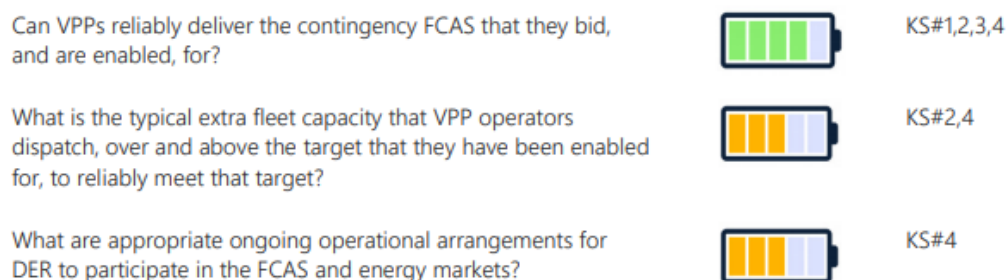 Can VPPs reliably deliver the contingency FCAS that they bid,
and are enabled, for?
KS#1,2,3,4
What is the typical extra fleet capacity that VPP operators
dispatch, over and above the target that they have been enabled
for, to reliably meet that target?
KS#2,4
What are appropriate ongoing operational arrangements for
DER to participate in the FCAS and energy markets?
KS#4